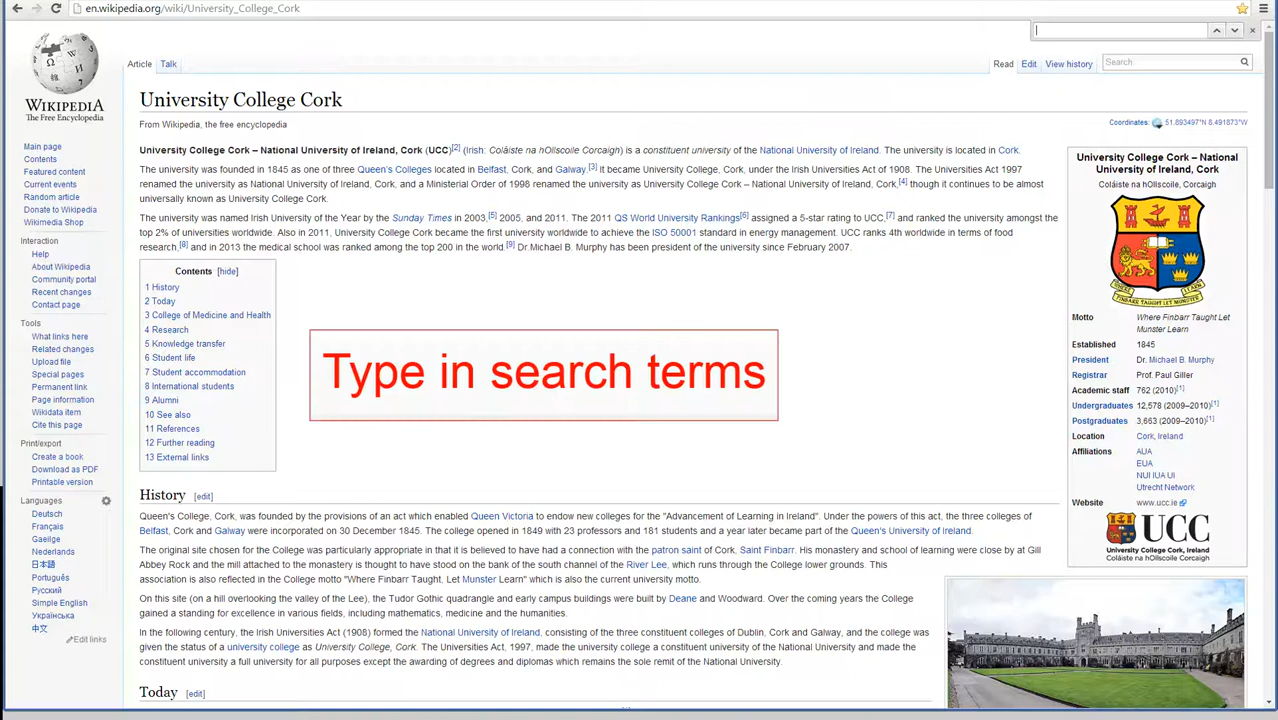 en.wikipedia.org/wiki/University_College_Cork
WIKIPEDIA
The Free Encyclopedia
Main page
Contents
Featured content
Current events
Random article
Donate to Wikipedia
Wikimedia Shop
Interaction
Help
About Wikipedia
Community portal
Recent changes
Contact page
Tools
What links here
Related changes
Upload file
Special pages
Permanent link
Page information
Wikidata item
Cite this page
Print/export
Create a book
Download as PDF
Printable version
Languages
Deutsch
Français
Gaeilge
Nederlands
日本語
Português
Русский
Simple English
Українська
中文
Edit links
Article Talk
Read Edit View history Search
University College Cork
From Wikipedia, the free encyclopedia
Coordinates: 51.893497°N 8.491873°W
University College Cork – National University of Ireland, Cork (UCC)[2] (Irish: Coláiste na hOllscoile Corcaigh) is a constituent university of the National University of Ireland. The university is located in Cork.
The university was founded in 1845 as one of three Queen's Colleges located in Belfast, Cork, and Galway.[3] It became University College, Cork, under the Irish Universities Act of 1908. The Universities Act 1997
renamed the university as National University of Ireland, Cork, and a Ministerial Order of 1998 renamed the university as University College Cork – National University of Ireland, Cork,[4] though it continues to be almost
universally known as University College Cork.
The university was named Irish University of the Year by the Sunday Times in 2003,[5] 2005, and 2011. The 2011 QS World University Rankings[6] assigned a 5-star rating to UCC,[7] and ranked the university amongst the
top 2% of universities worldwide. Also in 2011, University College Cork became the first university worldwide to achieve the ISO 50001 standard in energy management. UCC ranks 4th worldwide in terms of food
research,[8] and in 2013 the medical school was ranked among the top 200 in the world.[9] Dr.Michael B. Murphy has been president of the university since February 2007.
Contents [hide]
1 History
2 Today
3 College of Medicine and Health
4 Research
5 Knowledge transfer
6 Student life
7 Student accommodation
8 International students
9 Alumni
10 See also
11 References
12 Further reading
13 External links
Type in search terms
History [edit]
Queen's College, Cork, was founded by the provisions of an act which enabled Queen Victoria to endow new colleges for the "Advancement of Learning in Ireland". Under the powers of this act, the three colleges of
Belfast, Cork and Galway were incorporated on 30 December 1845. The college opened in 1849 with 23 professors and 181 students and a year later became part of the Queen's University of Ireland.
The original site chosen for the College was particularly appropriate in that it is believed to have had a connection with the patron saint of Cork, Saint Finbarr. His monastery and school of learning were close by at Gill
Abbey Rock and the mill attached to the monastery is thought to have stood on the bank of the south channel of the River Lee, which runs through the College lower grounds. This
association is also reflected in the College motto "Where Finbarr Taught, Let Munster Learn" which is also the current university motto.
On this site (on a hill overlooking the valley of the Lee), the Tudor Gothic quadrangle and early campus buildings were built by Deane and Woodward. Over the coming years the College
gained a standing for excellence in various fields, including mathematics, medicine and the humanities.
In the following century, the Irish Universities Act (1908) formed the National University of Ireland, consisting of the three constituent colleges of Dublin, Cork and Galway, and the college was
given the status of a university college as University College, Cork. The Universities Act, 1997, made the university college a constituent university of the National University and made the
constituent university a full university for all purposes except the awarding of degrees and diplomas which remains the sole remit of the National University.
Today [edit]
University College Cork – National
University of Ireland, Cork
Coláiste na hOllscoile, Corcaigh
WHERE FINBARR TAUGHT LET MUNSTER LEARN
Motto Where Finbarr Taught Let
Munster Learn
Established 1845
President Dr. Michael B. Murphy
Registrar Prof. Paul Giller
Academic staff 762 (2010)[1]
Undergraduates 12,578 (2009–2010)[1]
Postgraduates 3,663 (2009–2010)[1]
Location Cork, Ireland
Affiliations AUA
EUA
NUI IUA UI
Utrecht Network
Website www.ucc.ie
UCC
University College Cork, Ireland
Coláiste na hOllscoile Corcaigh